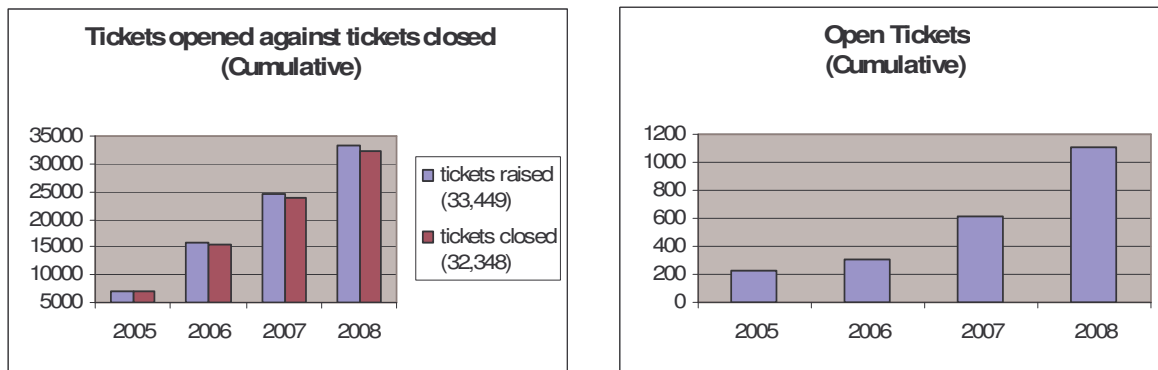 Tickets opened against tickets closed
(Cumulative)
35000
30000
25000
20000
15000
10000
5000
2005 2006 2007 2008
tickets raised
(33,449)
tickets closed
(32,348)
Open Tickets
(Cumulative)
1200
1000
800
600
400
200
0
2005 2006 2007 2008